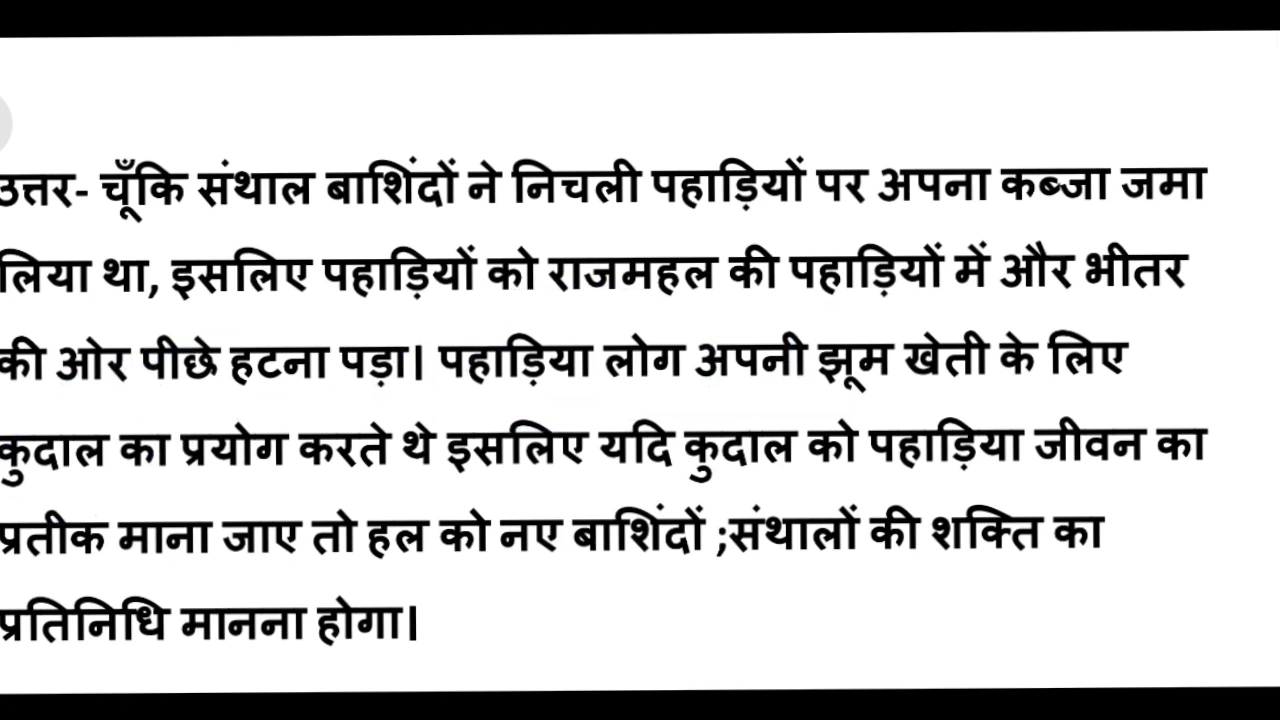 उत्तर- चूँकि संथाल बाशिंदों ने निचली पहाड़ियों पर अपना कब्जा जमा
लिया था, इसलिए पहाड़ियों को राजमहल की पहाड़ियों में और भीतर
की ओर पीछे हटना पड़ा। पहाड़िया लोग अपनी झूम खेती के लिए
कुदाल का प्रयोग करते थे इसलिए यदि कुदाल को पहाड़िया जीवन का
प्रतीक माना जाए तो हल को नए बाशिंदों ;संथालों की शक्ति का
प्रतिनिधि मानना होगा।